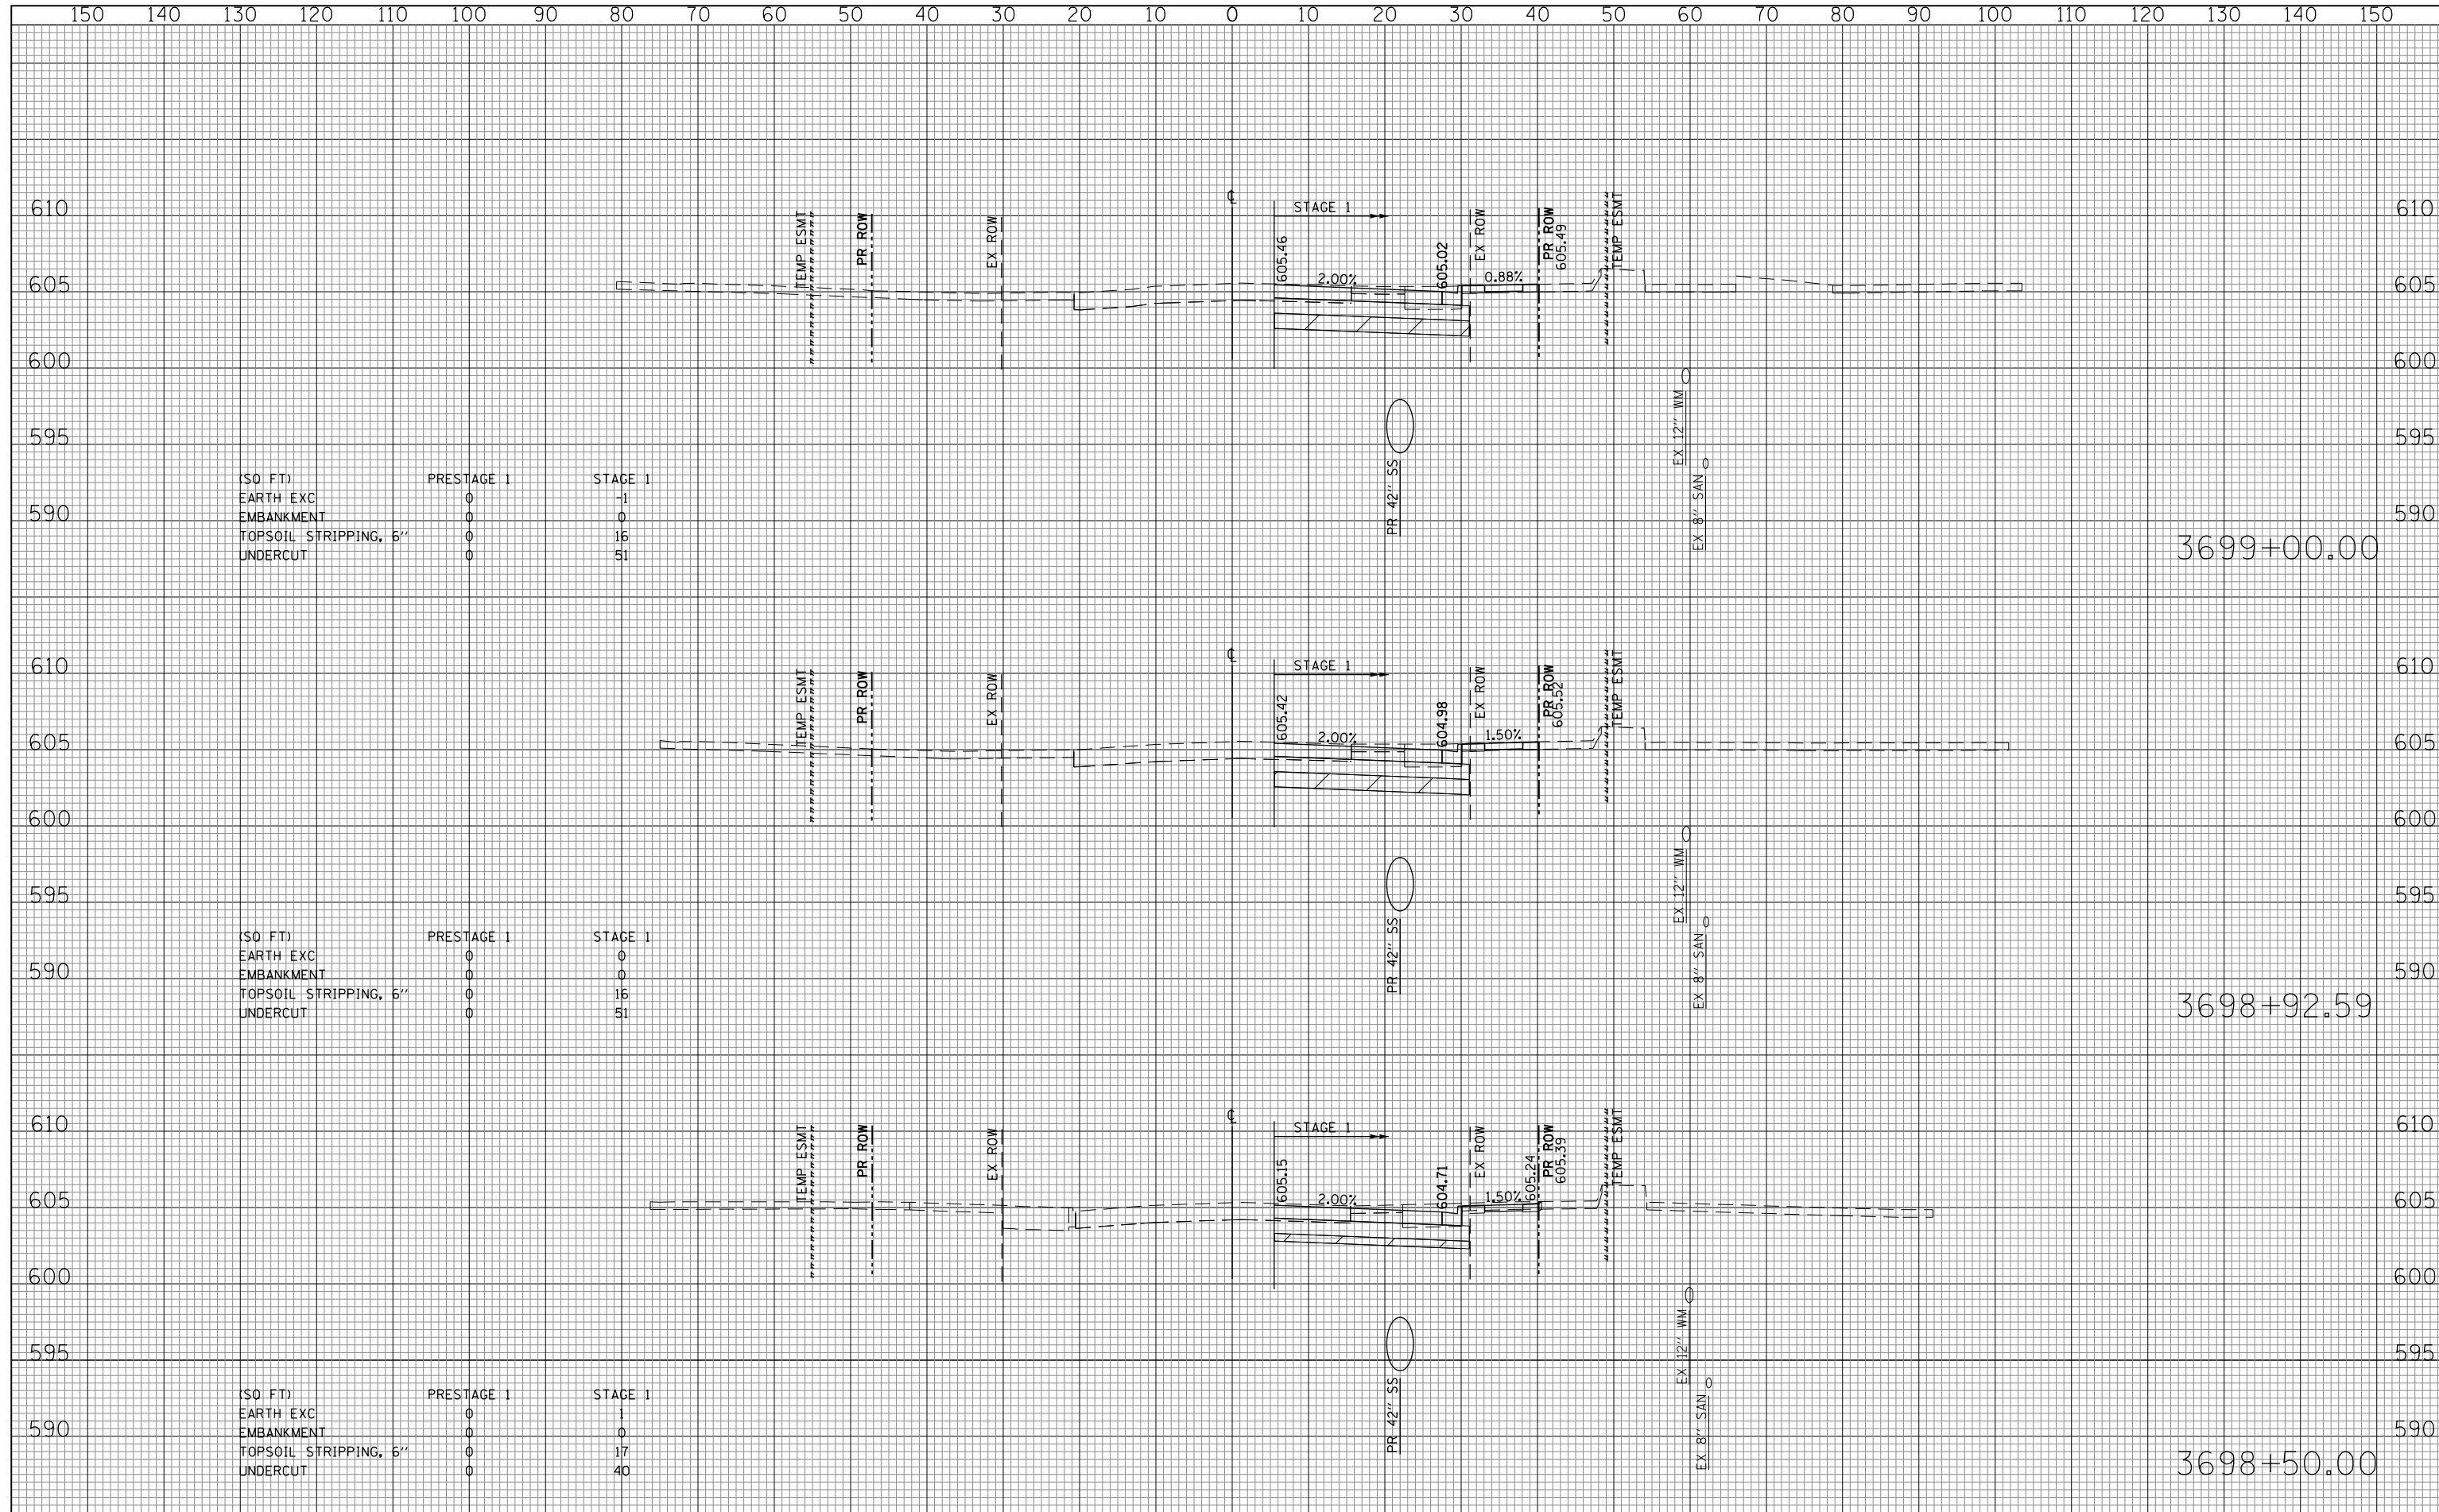 150 140 130 120 110 100 90 80 70 60 50 40 30 20 10 0 10 20 30 40 50 60 70 80 90 100 110 120 130 140 150
610 610
605 605
600 600
595 595
590 590
TEMP ESMT
PR ROW
EX ROW
℄
STAGE 1
605.46
2.00%
605.02
EX ROW
0.88%
PR ROW
605.49
TEMP ESMT
PR 42'' SS
EX 12'' WM
EX 8'' SAN
(SQ FT) PRESTAGE 1 STAGE 1
EARTH EXC 0 -1
EMBANKMENT 0 0
TOPSOIL STRIPPING, 6'' 0 16
UNDERCUT 0 51
3699+00.00
610 610
605 605
600 600
595 595
590 590
TEMP ESMT
PR ROW
EX ROW
℄
STAGE 1
605.42
2.00%
604.98
EX ROW
1.50%
PR ROW
605.52
TEMP ESMT
PR 42'' SS
EX 12'' WM
EX 8'' SAN
(SQ FT) PRESTAGE 1 STAGE 1
EARTH EXC 0 0
EMBANKMENT 0 0
TOPSOIL STRIPPING, 6'' 0 16
UNDERCUT 0 51
3698+92.59
610 610
605 605
600 600
595 595
590 590
TEMP ESMT
PR ROW
EX ROW
℄
STAGE 1
605.15
2.00%
604.71
EX ROW
1.50%
605.24
PR ROW
605.39
TEMP ESMT
PR 42'' SS
EX 12'' WM
EX 8'' SAN
(SQ FT) PRESTAGE 1 STAGE 1
EARTH EXC 0 1
EMBANKMENT 0 0
TOPSOIL STRIPPING, 6'' 0 17
UNDERCUT 0 40
3698+50.00